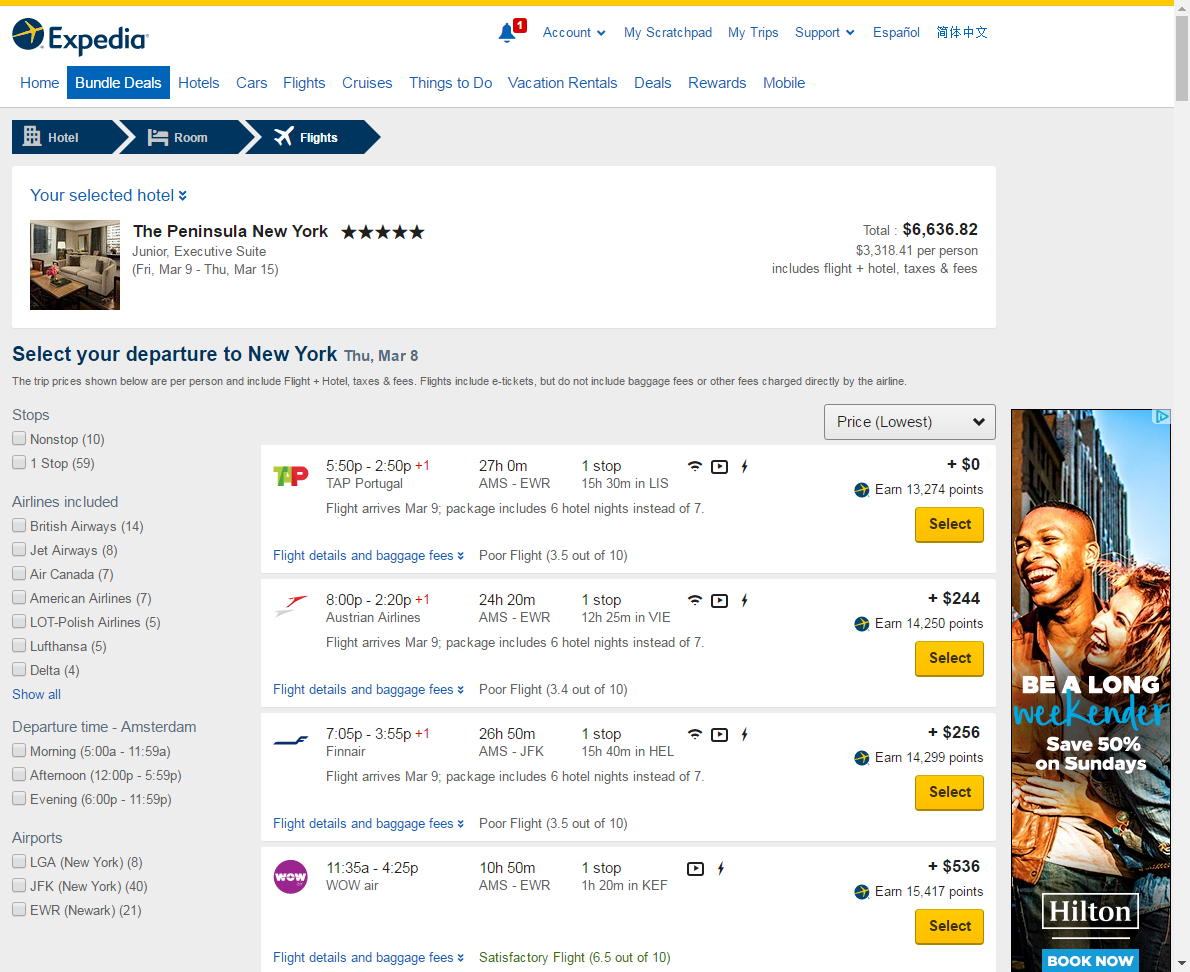 Expedia
1
Account
My Scratchpad
My Trips
Support
Español
简体中文
Home
Bundle Deals
Hotels
Cars
Flights
Cruises
Things to Do
Vacation Rentals
Deals
Rewards
Mobile
Hotel
Room
Flights
Your selected hotel
The Peninsula New York
Junior, Executive Suite
(Fri, Mar 9 - Thu, Mar 15)
Total : $6,636.82
$3,318.41 per person
includes flight + hotel, taxes & fees
Select your departure to New York Thu, Mar 8
The trip prices shown below are per person and include Flight + Hotel, taxes & fees. Flights include e-tickets, but do not include baggage fees or other fees charged directly by the airline.
Stops
Nonstop (10)
1 Stop (59)
Airlines included
British Airways (14)
Jet Airways (8)
Air Canada (7)
American Airlines (7)
LOT-Polish Airlines (5)
Lufthansa (5)
Delta (4)
Show all
Departure time - Amsterdam
Morning (5:00a - 11:59a)
Afternoon (12:00p - 5:59p)
Evening (6:00p - 11:59p)
Airports
LGA (New York) (8)
JFK (New York) (40)
EWR (Newark) (21)
Price (Lowest)
TAP
5:50p - 2:50p +1
TAP Portugal
27h 0m
AMS - EWR
1 stop
15h 30m in LIS
+ $0
Earn 13,274 points
Flight arrives Mar 9; package includes 6 hotel nights instead of 7.
Select
Flight details and baggage fees
Poor Flight (3.5 out of 10)
8:00p - 2:20p +1
Austrian Airlines
24h 20m
AMS - EWR
1 stop
12h 25m in VIE
+ $244
Earn 14,250 points
Flight arrives Mar 9; package includes 6 hotel nights instead of 7.
Select
Flight details and baggage fees
Poor Flight (3.4 out of 10)
7:05p - 3:55p +1
Finnair
26h 50m
AMS - JFK
1 stop
15h 40m in HEL
+ $256
Earn 14,299 points
Flight arrives Mar 9; package includes 6 hotel nights instead of 7.
Select
Flight details and baggage fees
Poor Flight (3.5 out of 10)
WOW
11:35a - 4:25p
WOW air
10h 50m
AMS - EWR
1 stop
1h 20m in KEF
+ $536
Earn 15,417 points
Select
Flight details and baggage fees
Satisfactory Flight (6.5 out of 10)
BE A LONG
weekender
Save 50%
on Sundays
Hilton
BOOK NOW